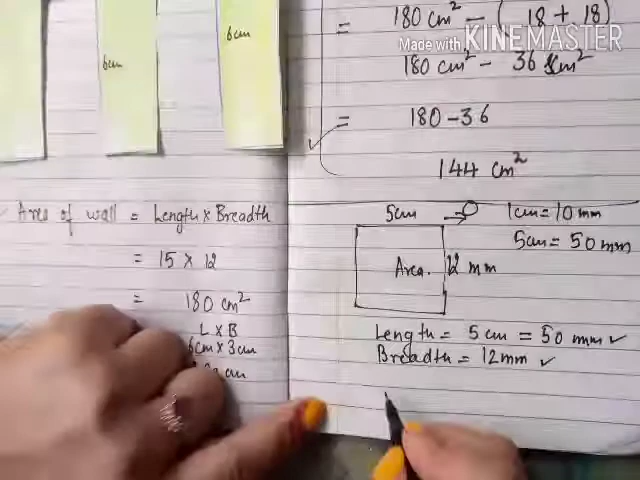 6cm
6cm
Area of wall = Length × Breadth
= 15 × 12
= 180 cm²
L × B
6cm × 3cm
cm
= 180 cm² - ( 18 + 18 )
Made with KINEMASTER
180 cm² - 36 cm²
= 180 - 36
144 cm²
5cm 1cm = 10 mm
5cm = 50 mm
Area. 12 mm
Length = 5 cm = 50 mm ✓
Breadth = 12mm ✓